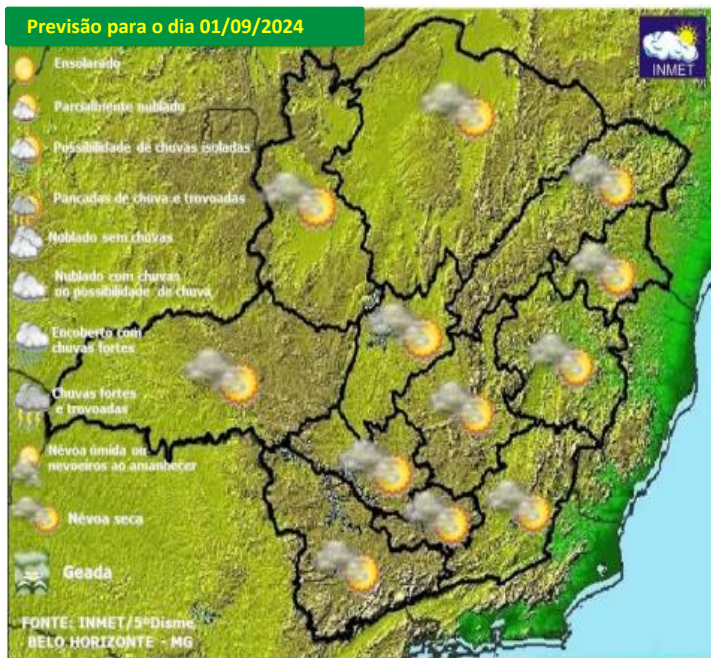 Previsão para o dia 01/09/2024
INMET
Ensolarado
Parcialmente nublado
Possibilidade de chuvas isoladas
Pancadas de chuva e trovoadas
Noblado sem chuvas
Nublado com chuvas
ou possibilidade de chuva
Encoberto com
chuvas fortes
Chuvas fortes
e trovoadas
Névoa úmida ou
nevoeiros ao amanhecer
Névoa seca
Geada
FONTE: INMET/5ºDisme
BELO HORIZONTE - MG